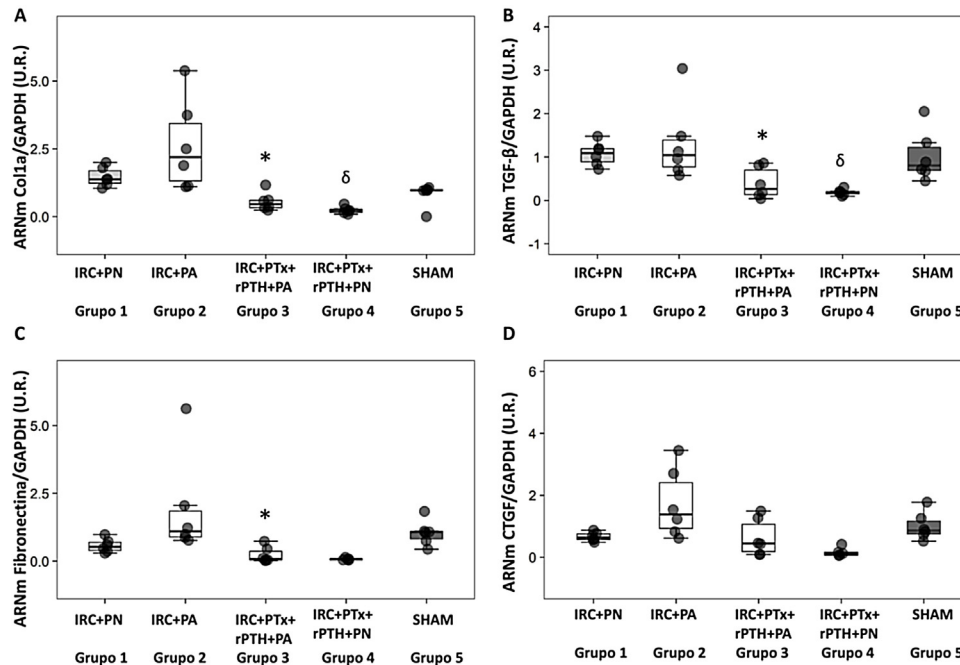 A
ARNm Col1a/GAPDH (U.R.)
5.0
2.5
0.0
*
δ
IRC+PN IRC+PA IRC+PTx+ IRC+PTx+ SHAM
rPTH+PA rPTH+PN
Grupo 1 Grupo 2 Grupo 3 Grupo 4 Grupo 5
B
ARNm TGF-β/GAPDH (U.R.)
4
3
2
1
0
-1
*
δ
IRC+PN IRC+PA IRC+PTx+ IRC+PTx+ SHAM
rPTH+PA rPTH+PN
Grupo 1 Grupo 2 Grupo 3 Grupo 4 Grupo 5
C
ARNm Fibronectina/GAPDH (U.R.)
5.0
2.5
0.0
*
IRC+PN IRC+PA IRC+PTx+ IRC+PTx+ SHAM
rPTH+PA rPTH+PN
Grupo 1 Grupo 2 Grupo 3 Grupo 4 Grupo 5
D
ARNm CTGF/GAPDH (U.R.)
6
4
2
0
IRC+PN IRC+PA IRC+PTx+ IRC+PTx+ SHAM
rPTH+PA rPTH+PN
Grupo 1 Grupo 2 Grupo 3 Grupo 4 Grupo 5